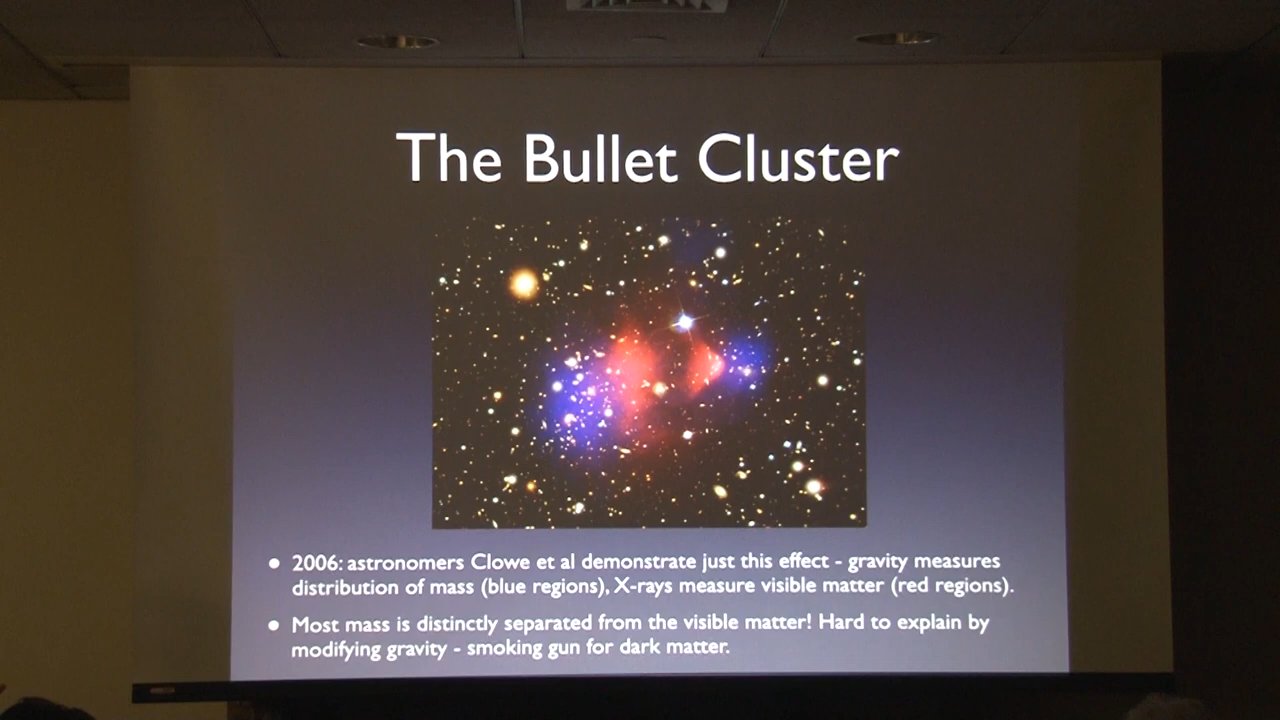 The Bullet Cluster
• 2006: astronomers Clowe et al demonstrate just this effect - gravity measures
distribution of mass (blue regions), X-rays measure visible matter (red regions).
• Most mass is distinctly separated from the visible matter! Hard to explain by
modifying gravity - smoking gun for dark matter.